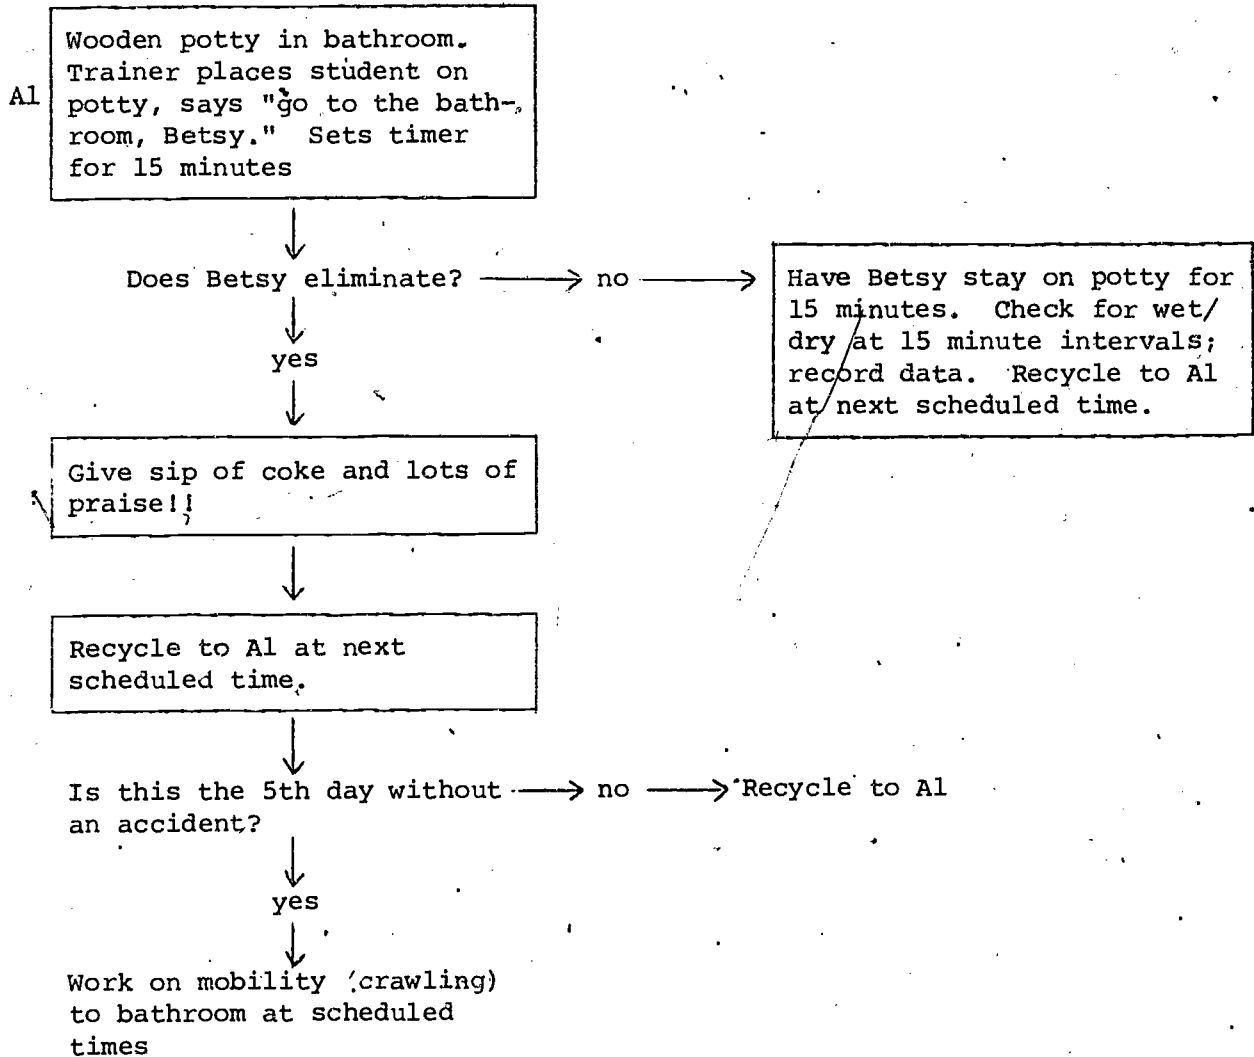 Wooden potty in bathroom.
Trainer places student on
Al
potty, says "go to the bath-
room, Betsy." Sets timer
for 15 minutes
Does Betsy eliminate?
no
Have Betsy stay on potty for
15 minutes. Check for wet/
dry at 15 minute intervals;
record data. Recycle to Al
at next scheduled time.
yes
Give sip of coke and lots of
praise!!
Recycle to Al at next
scheduled time.
Is this the 5th day without
an accident?
no
Recycle to Al
yes
Work on mobility (crawling)
to bathroom at scheduled
times